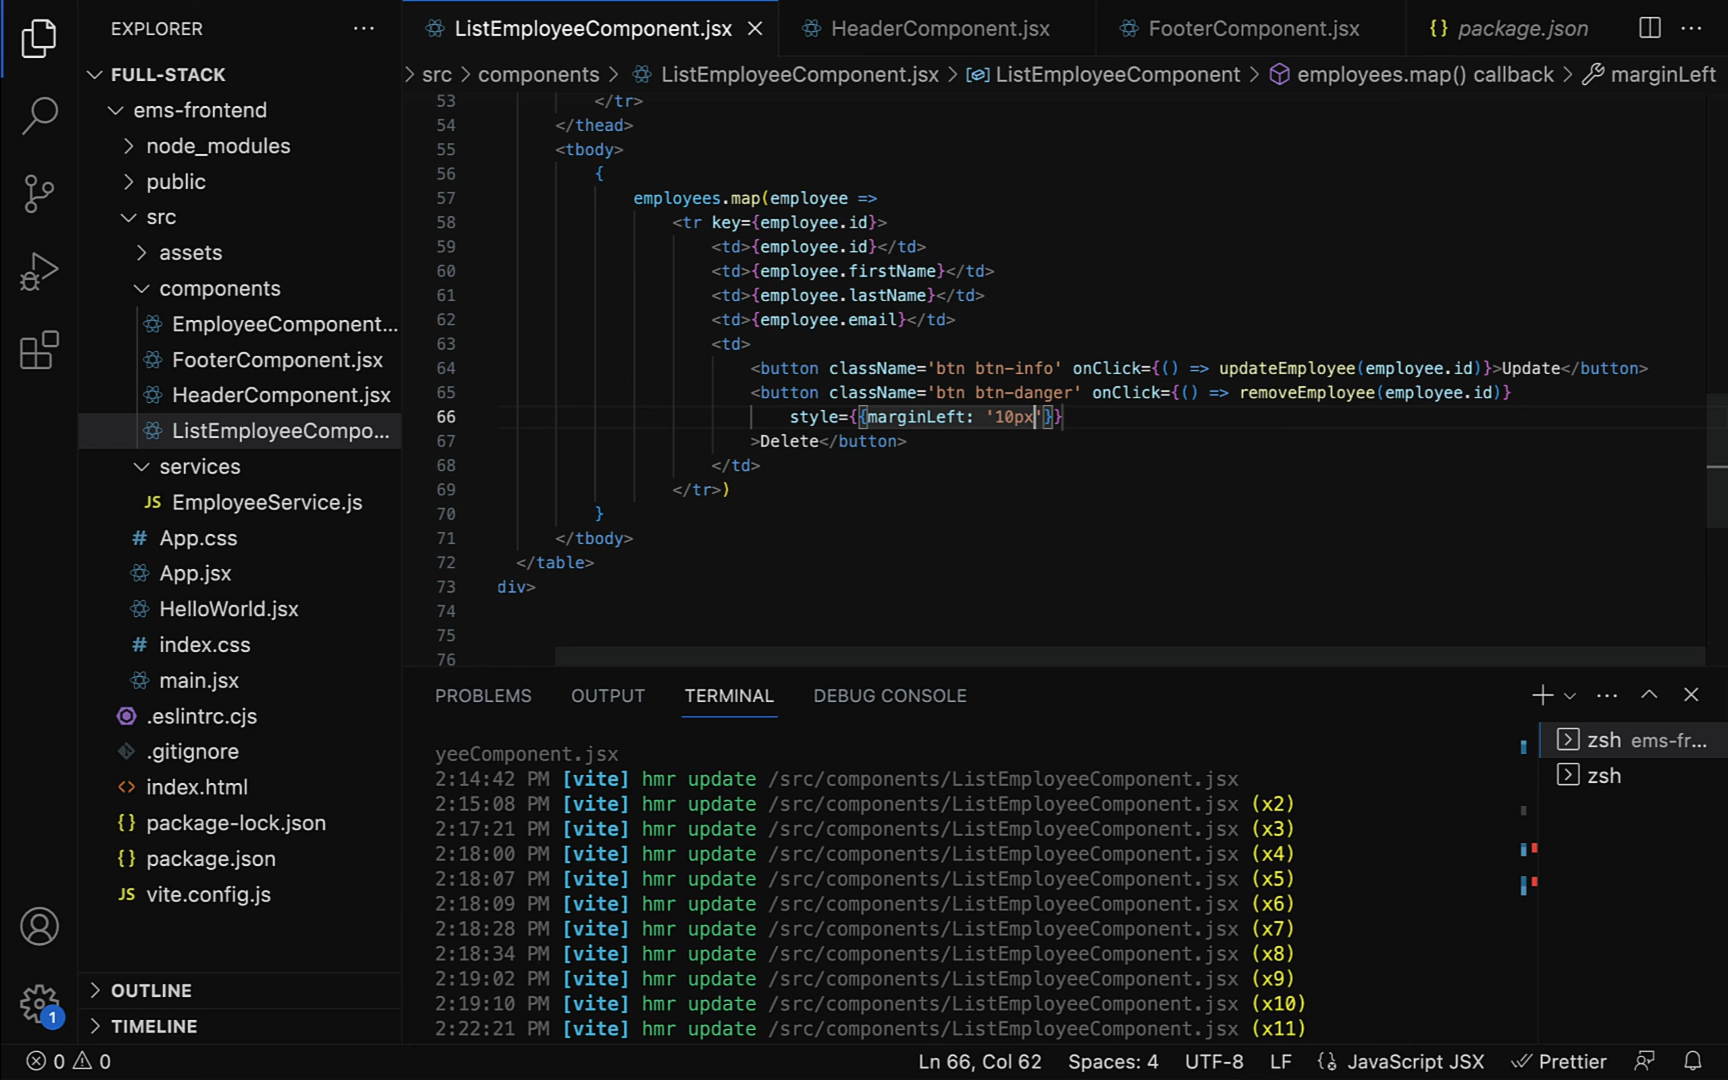 EXPLORER
FULL-STACK
ems-frontend
node_modules
public
src
assets
components
EmployeeComponent...
FooterComponent.jsx
HeaderComponent.jsx
ListEmployeeCompo...
services
JS EmployeeService.js
# App.css
App.jsx
HelloWorld.jsx
# index.css
main.jsx
.eslintrc.cjs
.gitignore
<> index.html
{} package-lock.json
{} package.json
JS vite.config.js
OUTLINE
TIMELINE
1
ListEmployeeComponent.jsx
HeaderComponent.jsx
FooterComponent.jsx
{} package.json
> src > components > ListEmployeeComponent.jsx > ListEmployeeComponent > employees.map() callback > marginLeft
53 </tr>
54 </thead>
55 <tbody>
56 {
57 employees.map(employee =>
58 <tr key={employee.id}>
59 <td>{employee.id}</td>
60 <td>{employee.firstName}</td>
61 <td>{employee.lastName}</td>
62 <td>{employee.email}</td>
63 <td>
64 <button className='btn btn-info' onClick={() => updateEmployee(employee.id)}>Update</button>
65 <button className='btn btn-danger' onClick={() => removeEmployee(employee.id)}
66 style={{marginLeft: '10px'}}
67 >Delete</button>
68 </td>
69 </tr>)
70 }
71 </tbody>
72 </table>
73 div>
74
75
76
PROBLEMS OUTPUT TERMINAL DEBUG CONSOLE
yeeComponent.jsx
2:14:42 PM [vite] hmr update /src/components/ListEmployeeComponent.jsx
2:15:08 PM [vite] hmr update /src/components/ListEmployeeComponent.jsx (x2)
2:17:21 PM [vite] hmr update /src/components/ListEmployeeComponent.jsx (x3)
2:18:00 PM [vite] hmr update /src/components/ListEmployeeComponent.jsx (x4)
2:18:07 PM [vite] hmr update /src/components/ListEmployeeComponent.jsx (x5)
2:18:09 PM [vite] hmr update /src/components/ListEmployeeComponent.jsx (x6)
2:18:28 PM [vite] hmr update /src/components/ListEmployeeComponent.jsx (x7)
2:18:34 PM [vite] hmr update /src/components/ListEmployeeComponent.jsx (x8)
2:19:02 PM [vite] hmr update /src/components/ListEmployeeComponent.jsx (x9)
2:19:10 PM [vite] hmr update /src/components/ListEmployeeComponent.jsx (x10)
2:22:21 PM [vite] hmr update /src/components/ListEmployeeComponent.jsx (x11)
zsh ems-fr...
zsh
0 0 Ln 66, Col 62 Spaces: 4 UTF-8 LF {} JavaScript JSX Prettier